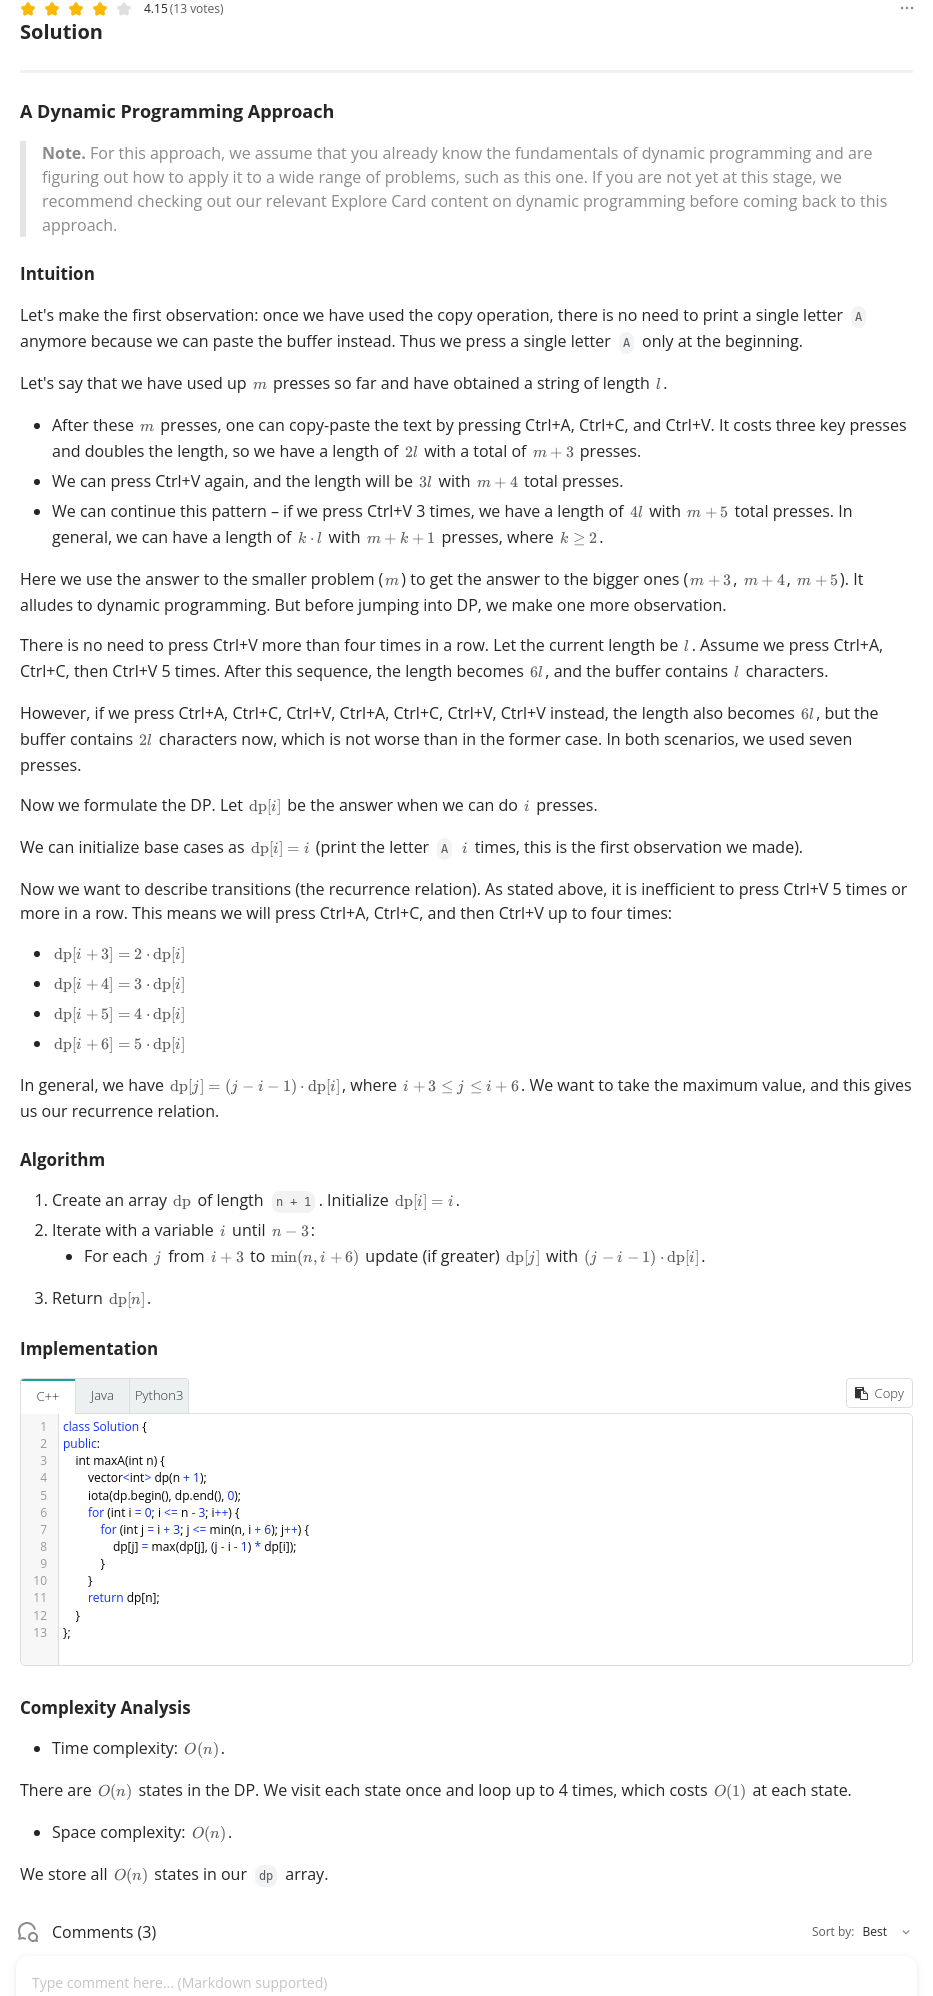 4.15 (13 votes)
Solution
A Dynamic Programming Approach
Note. For this approach, we assume that you already know the fundamentals of dynamic programming and are
figuring out how to apply it to a wide range of problems, such as this one. If you are not yet at this stage, we
recommend checking out our relevant Explore Card content on dynamic programming before coming back to this
approach.
Intuition
Let's make the first observation: once we have used the copy operation, there is no need to print a single letter A
anymore because we can paste the buffer instead. Thus we press a single letter A only at the beginning.
Let's say that we have used up m presses so far and have obtained a string of length l.
• After these m presses, one can copy-paste the text by pressing Ctrl+A, Ctrl+C, and Ctrl+V. It costs three key presses
and doubles the length, so we have a length of 2l with a total of m + 3 presses.
• We can press Ctrl+V again, and the length will be 3l with m + 4 total presses.
• We can continue this pattern – if we press Ctrl+V 3 times, we have a length of 4l with m + 5 total presses. In
general, we can have a length of k · l with m + k + 1 presses, where k ≥ 2.
Here we use the answer to the smaller problem (m) to get the answer to the bigger ones (m + 3, m + 4, m + 5). It
alludes to dynamic programming. But before jumping into DP, we make one more observation.
There is no need to press Ctrl+V more than four times in a row. Let the current length be l. Assume we press Ctrl+A,
Ctrl+C, then Ctrl+V 5 times. After this sequence, the length becomes 6l, and the buffer contains l characters.
However, if we press Ctrl+A, Ctrl+C, Ctrl+V, Ctrl+A, Ctrl+C, Ctrl+V, Ctrl+V instead, the length also becomes 6l, but the
buffer contains 2l characters now, which is not worse than in the former case. In both scenarios, we used seven
presses.
Now we formulate the DP. Let dp[i] be the answer when we can do i presses.
We can initialize base cases as dp[i] = i (print the letter A i times, this is the first observation we made).
Now we want to describe transitions (the recurrence relation). As stated above, it is inefficient to press Ctrl+V 5 times or
more in a row. This means we will press Ctrl+A, Ctrl+C, and then Ctrl+V up to four times:
• dp[i + 3] = 2 · dp[i]
• dp[i + 4] = 3 · dp[i]
• dp[i + 5] = 4 · dp[i]
• dp[i + 6] = 5 · dp[i]
In general, we have dp[j] = (j − i − 1) · dp[i], where i + 3 ≤ j ≤ i + 6. We want to take the maximum value, and this gives
us our recurrence relation.
Algorithm
1. Create an array dp of length n + 1. Initialize dp[i] = i.
2. Iterate with a variable i until n − 3:
• For each j from i + 3 to min(n, i + 6) update (if greater) dp[j] with (j − i − 1) · dp[i].
3. Return dp[n].
Implementation
C++ Java Python3 Copy
1 class Solution {
2 public:
3 int maxA(int n) {
4 vector<int> dp(n + 1);
5 iota(dp.begin(), dp.end(), 0);
6 for (int i = 0; i <= n - 3; i++) {
7 for (int j = i + 3; j <= min(n, i + 6); j++) {
8 dp[j] = max(dp[j], (j - i - 1) * dp[i]);
9 }
10 }
11 return dp[n];
12 }
13 };
Complexity Analysis
• Time complexity: O(n).
There are O(n) states in the DP. We visit each state once and loop up to 4 times, which costs O(1) at each state.
• Space complexity: O(n).
We store all O(n) states in our dp array.
Comments (3) Sort by: Best
Type comment here... (Markdown supported)